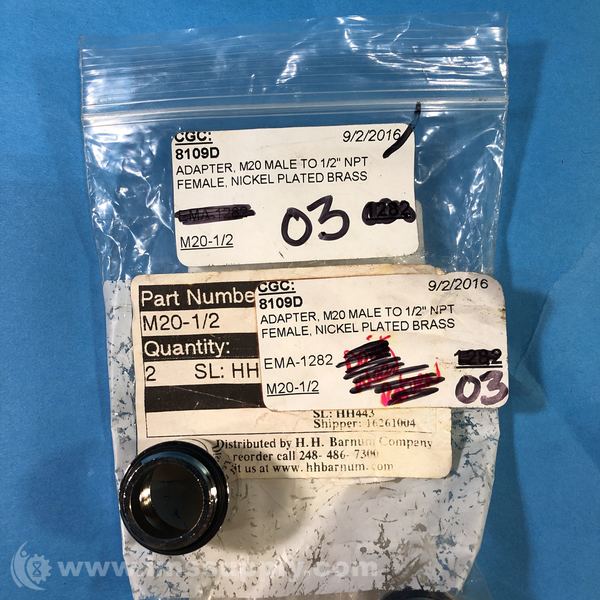 CGC: 9/2/2016
8109D
ADAPTER, M20 MALE TO 1/2" NPT
FEMALE, NICKEL PLATED BRASS
EMA-1282 03 1282
M20-1/2
CGC: 9/2/2016
8109D
ADAPTER, M20 MALE TO 1/2" NPT
FEMALE, NICKEL PLATED BRASS
EMA-1282 1282
M20-1/2 03
Part Numbe
M20-1/2
Quantity:
2 SL: HH
SL: HH443
Shipper: 16261004
Distributed by H.H. Barnum Company
reorder call 248- 486- 7300
it us at www.hhbarnum.com